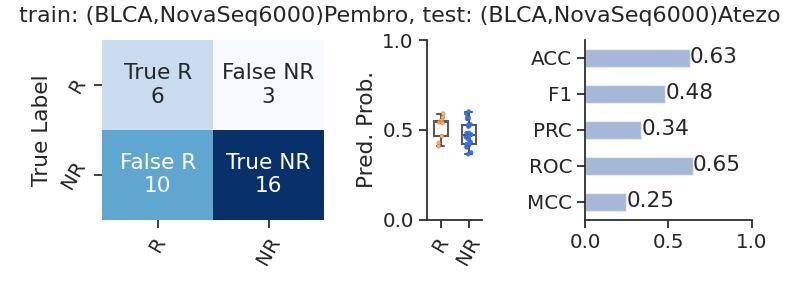 train: (BLCA,NovaSeq6000)Pembro, test: (BLCA,NovaSeq6000)Atezo
True Label
R
NR
True R
6
False NR
3
False R
10
True NR
16
R
NR
Pred. Prob.
1.0
0.5
0.0
R
NR
ACC
0.63
F1
0.48
PRC
0.34
ROC
0.65
MCC
0.25
0.0
0.5
1.0